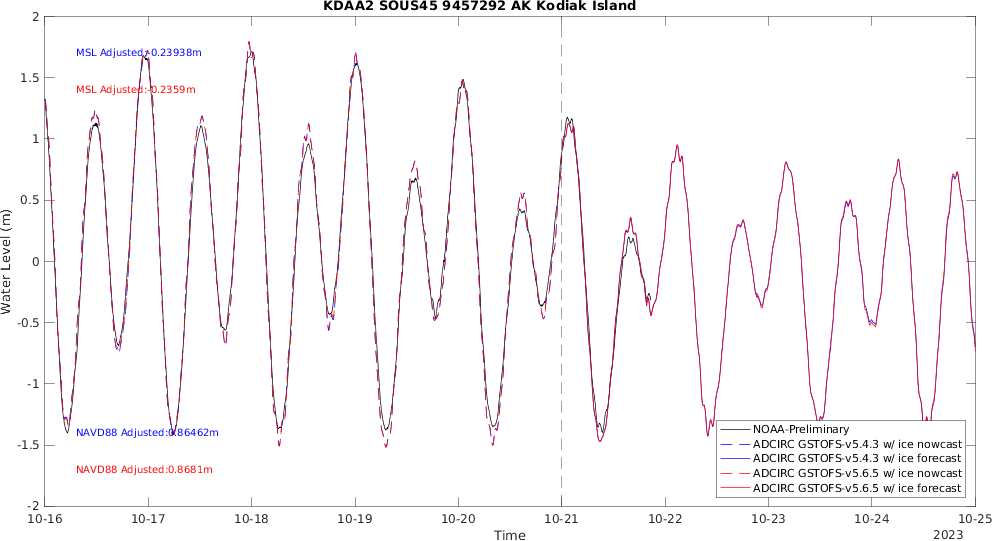 KDAA2 SOUS45 9457292 AK Kodiak Island
Water Level (m)
2
1.5
1
0.5
0
-0.5
-1
-1.5
-2
MSL Adjusted:-0.23938m
MSL Adjusted:-0.2359m
NAVD88 Adjusted:0.86462m
NAVD88 Adjusted:0.8681m
NOAA-Preliminary
ADCIRC GSTOFS-v5.4.3 w/ ice nowcast
ADCIRC GSTOFS-v5.4.3 w/ ice forecast
ADCIRC GSTOFS-v5.6.5 w/ ice nowcast
ADCIRC GSTOFS-v5.6.5 w/ ice forecast
10-16 10-17 10-18 10-19 10-20 10-21 10-22 10-23 10-24 10-25
Time
2023